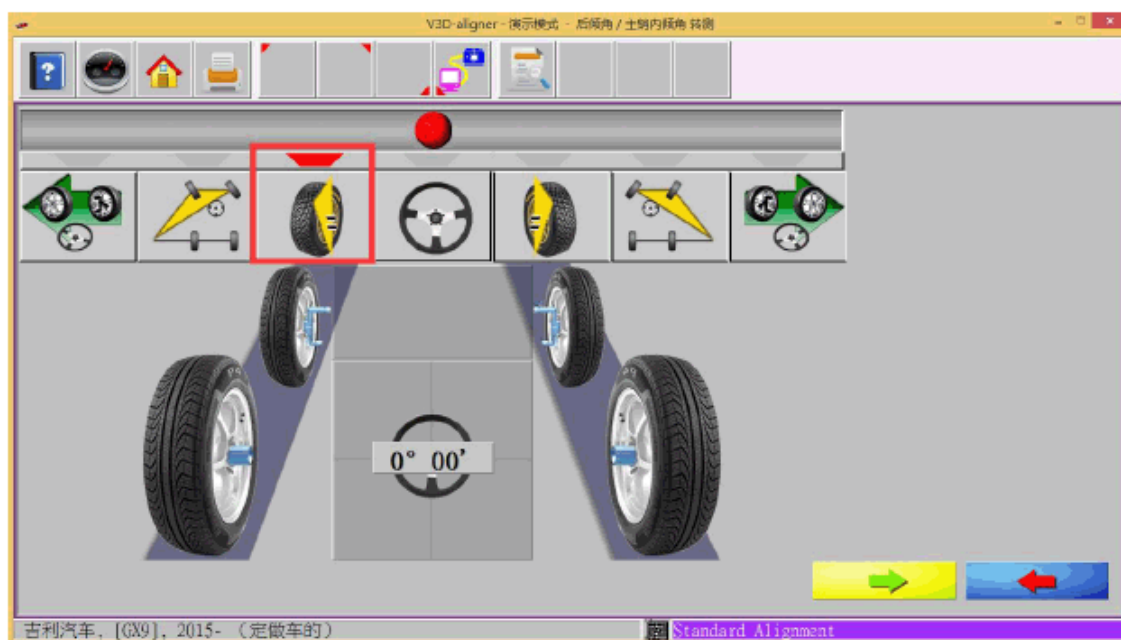 V3D-aligner - 演示模式 - 后倾角 / 主销内倾角 转测
?
0° 00'
吉利汽车, [GX9], 2015- (定做车的)
Standard Alignment